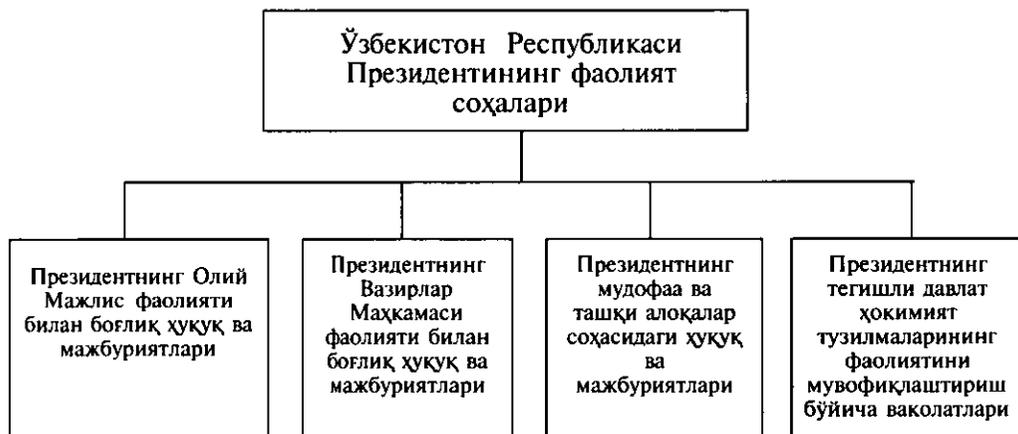 Ўзбекистон Республикаси
Президентининг фаолият
соҳалари
Президентнинг Олий
Мажлис фаолияти
билан боғлиқ ҳуқуқ ва
мажбуриятлари
Президентнинг
Вазирлар
Маҳкамаси
фаолияти билан
боғлиқ ҳуқуқ ва
мажбуриятлари
Президентнинг
мудофаа ва
ташқи алоқалар
соҳасидаги ҳуқуқ
ва
мажбуриятлари
Президентнинг
тегишли давлат
ҳокимият
тузилмаларининг
фаолиятини
мувофиқлаштириш
бўйича ваколатлари